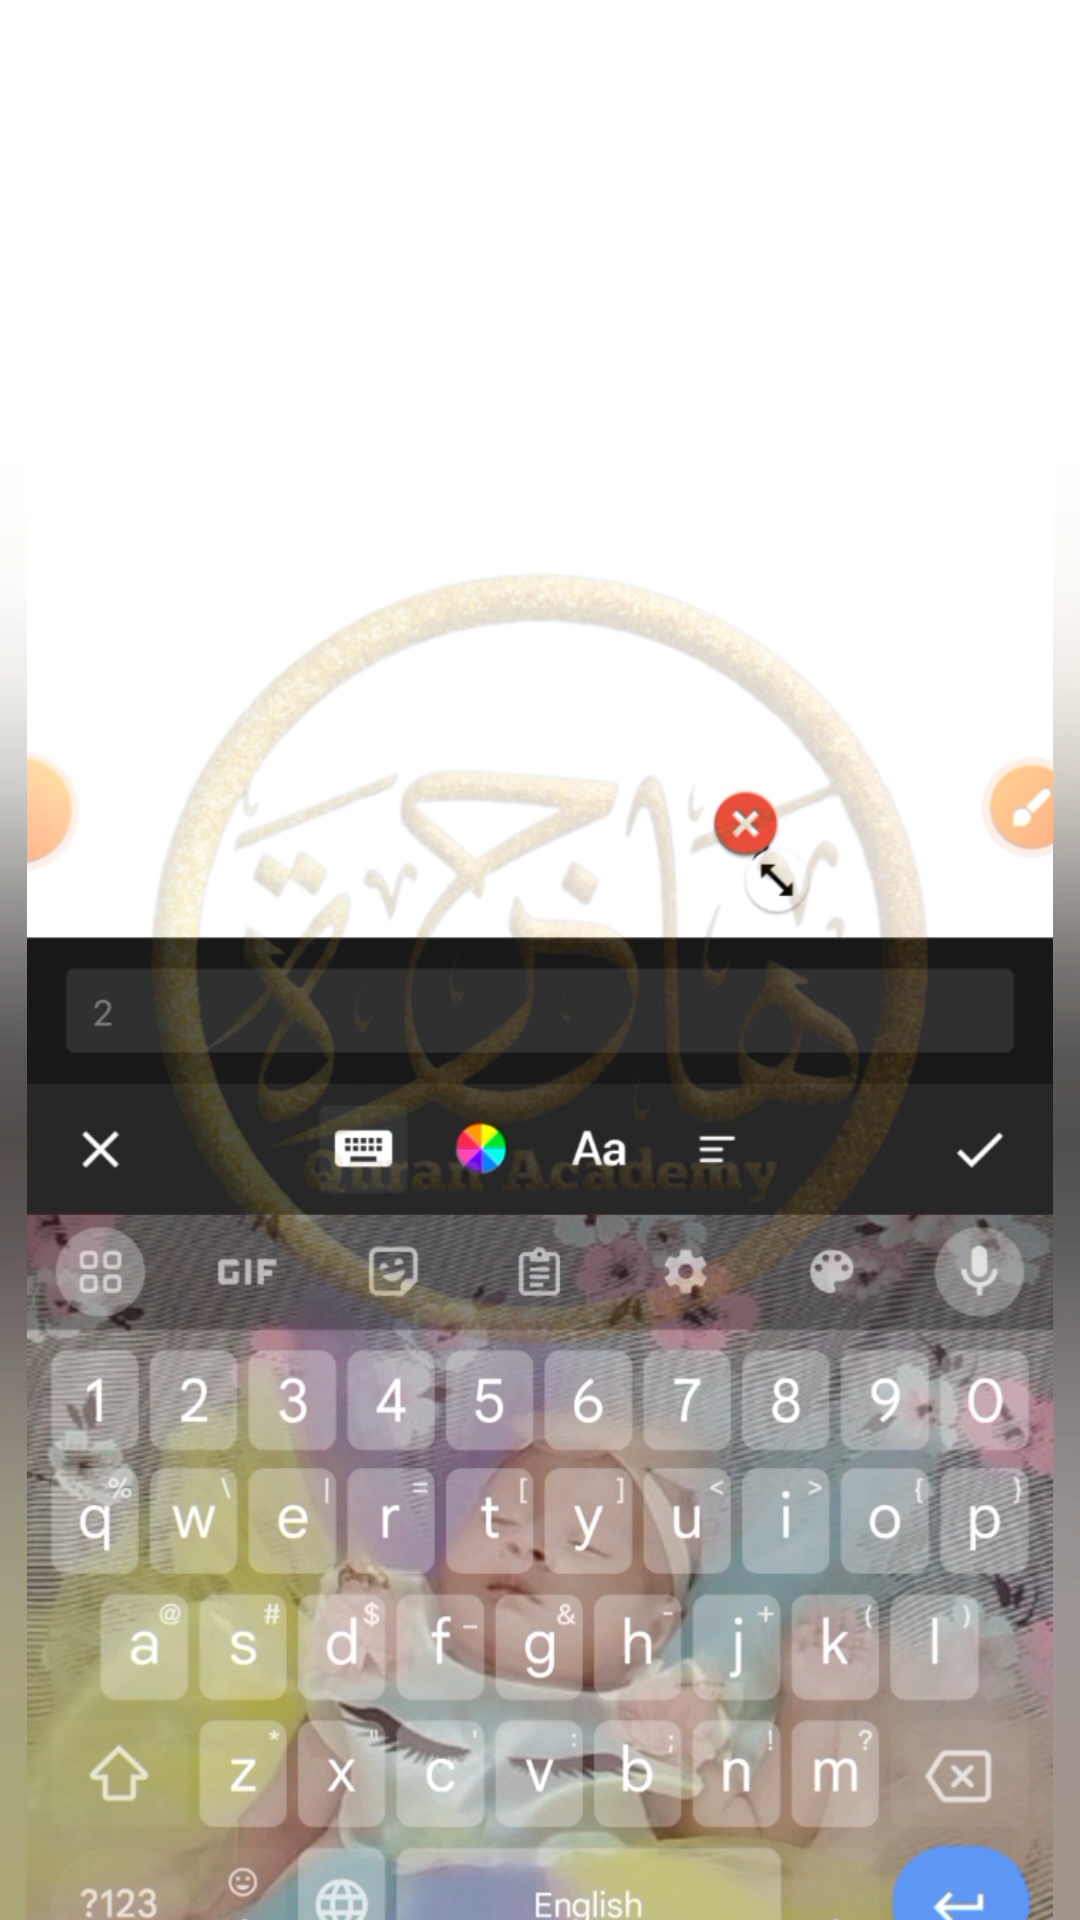 هاجرة
2
Aa
Quran Academy
GIF
1 2 3 4 5 6 7 8 9 0
% \ | = [ ] < > { }
q w e r t y u i o p
@ # $ _ & - + ( )
a s d f g h j k l
* " ' : ; ! ?
z x c v b n m
?123 English